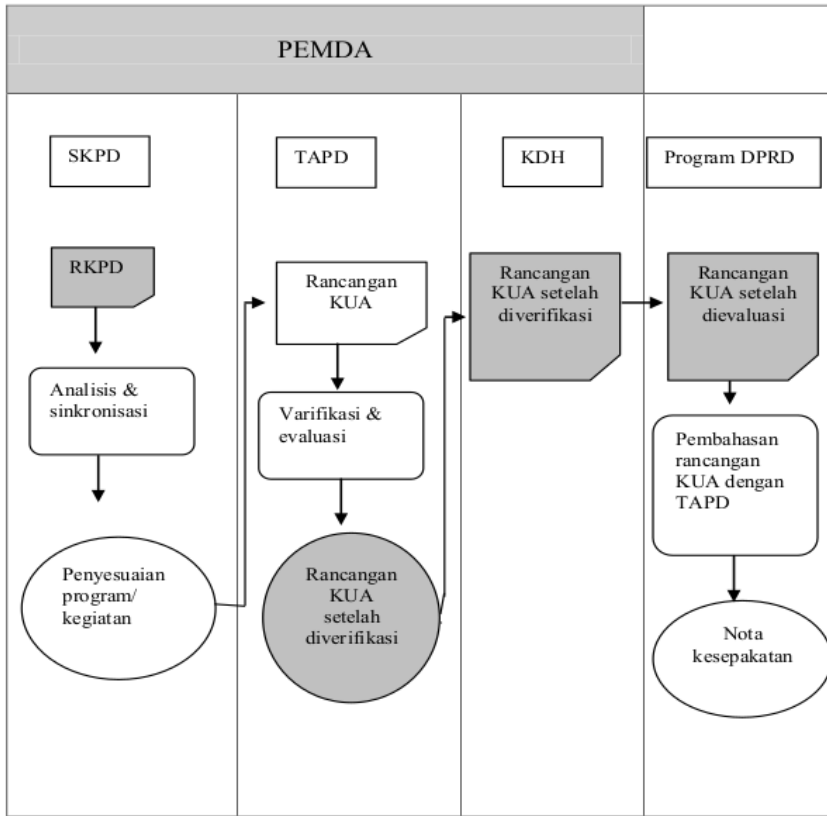 PEMDA
SKPD
TAPD
KDH
Program DPRD
RKPD
Analisis &
sinkronisasi
Penyesuaian
program/
kegiatan
Rancangan
KUA
Varifikasi &
evaluasi
Rancangan
KUA
setelah
diverifikasi
Rancangan
KUA setelah
diverifikasi
Rancangan
KUA setelah
dievaluasi
Pembahasan
rancangan
KUA dengan
TAPD
Nota
kesepakatan